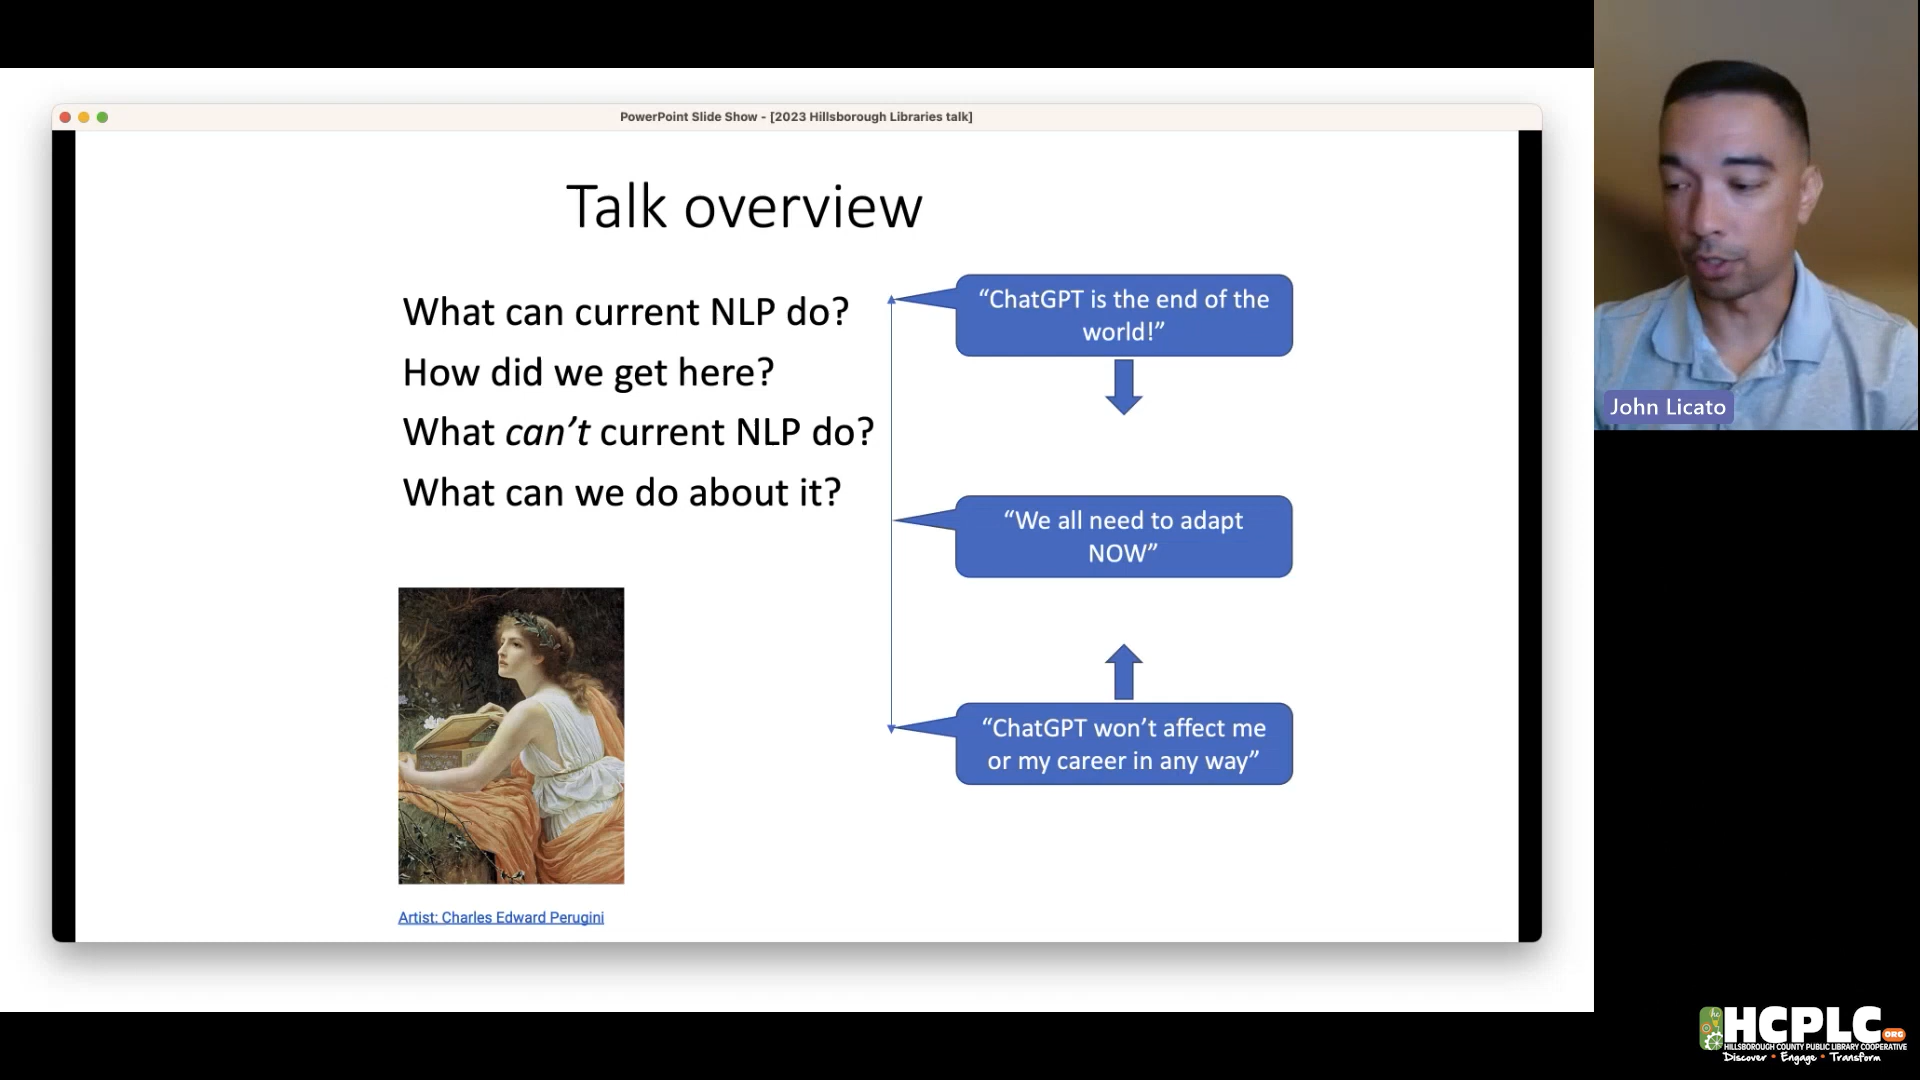 PowerPoint Slide Show - [2023 Hillsborough Libraries talk]
Talk overview
What can current NLP do?
How did we get here?
What can’t current NLP do?
What can we do about it?
“ChatGPT is the end of the
world!”
“We all need to adapt
NOW”
“ChatGPT won’t affect me
or my career in any way”
Artist: Charles Edward Perugini
John Licato
HCPLC.ORG
HILLSBOROUGH COUNTY PUBLIC LIBRARY COOPERATIVE
Discover • Engage • Transform